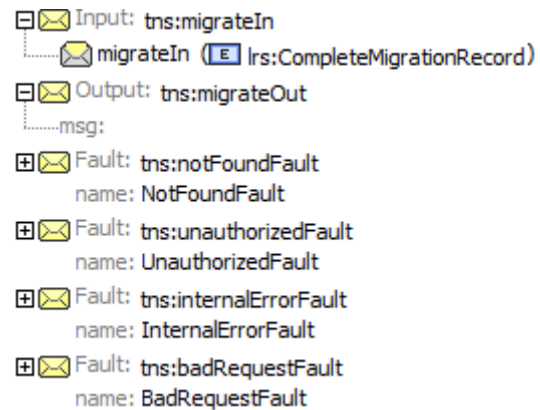 Input: tns:migrateIn
migrateIn (E lrs:CompleteMigrationRecord)
Output: tns:migrateOut
msg:
Fault: tns:notFoundFault
name: NotFoundFault
Fault: tns:unauthorizedFault
name: UnauthorizedFault
Fault: tns:internalErrorFault
name: InternalErrorFault
Fault: tns:badRequestFault
name: BadRequestFault